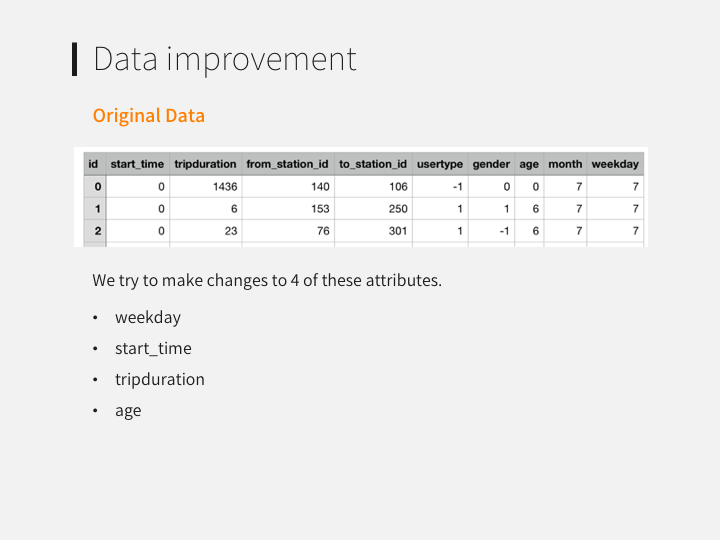 Data improvement
Original Data
id start_time tripduration from_station_id to_station_id usertype gender age month weekday
0 0 1436 140 106 -1 0 0 7 7
1 0 6 153 250 1 1 6 7 7
2 0 23 76 301 1 -1 6 7 7
We try to make changes to 4 of these attributes.
• weekday
• start_time
• tripduration
• age